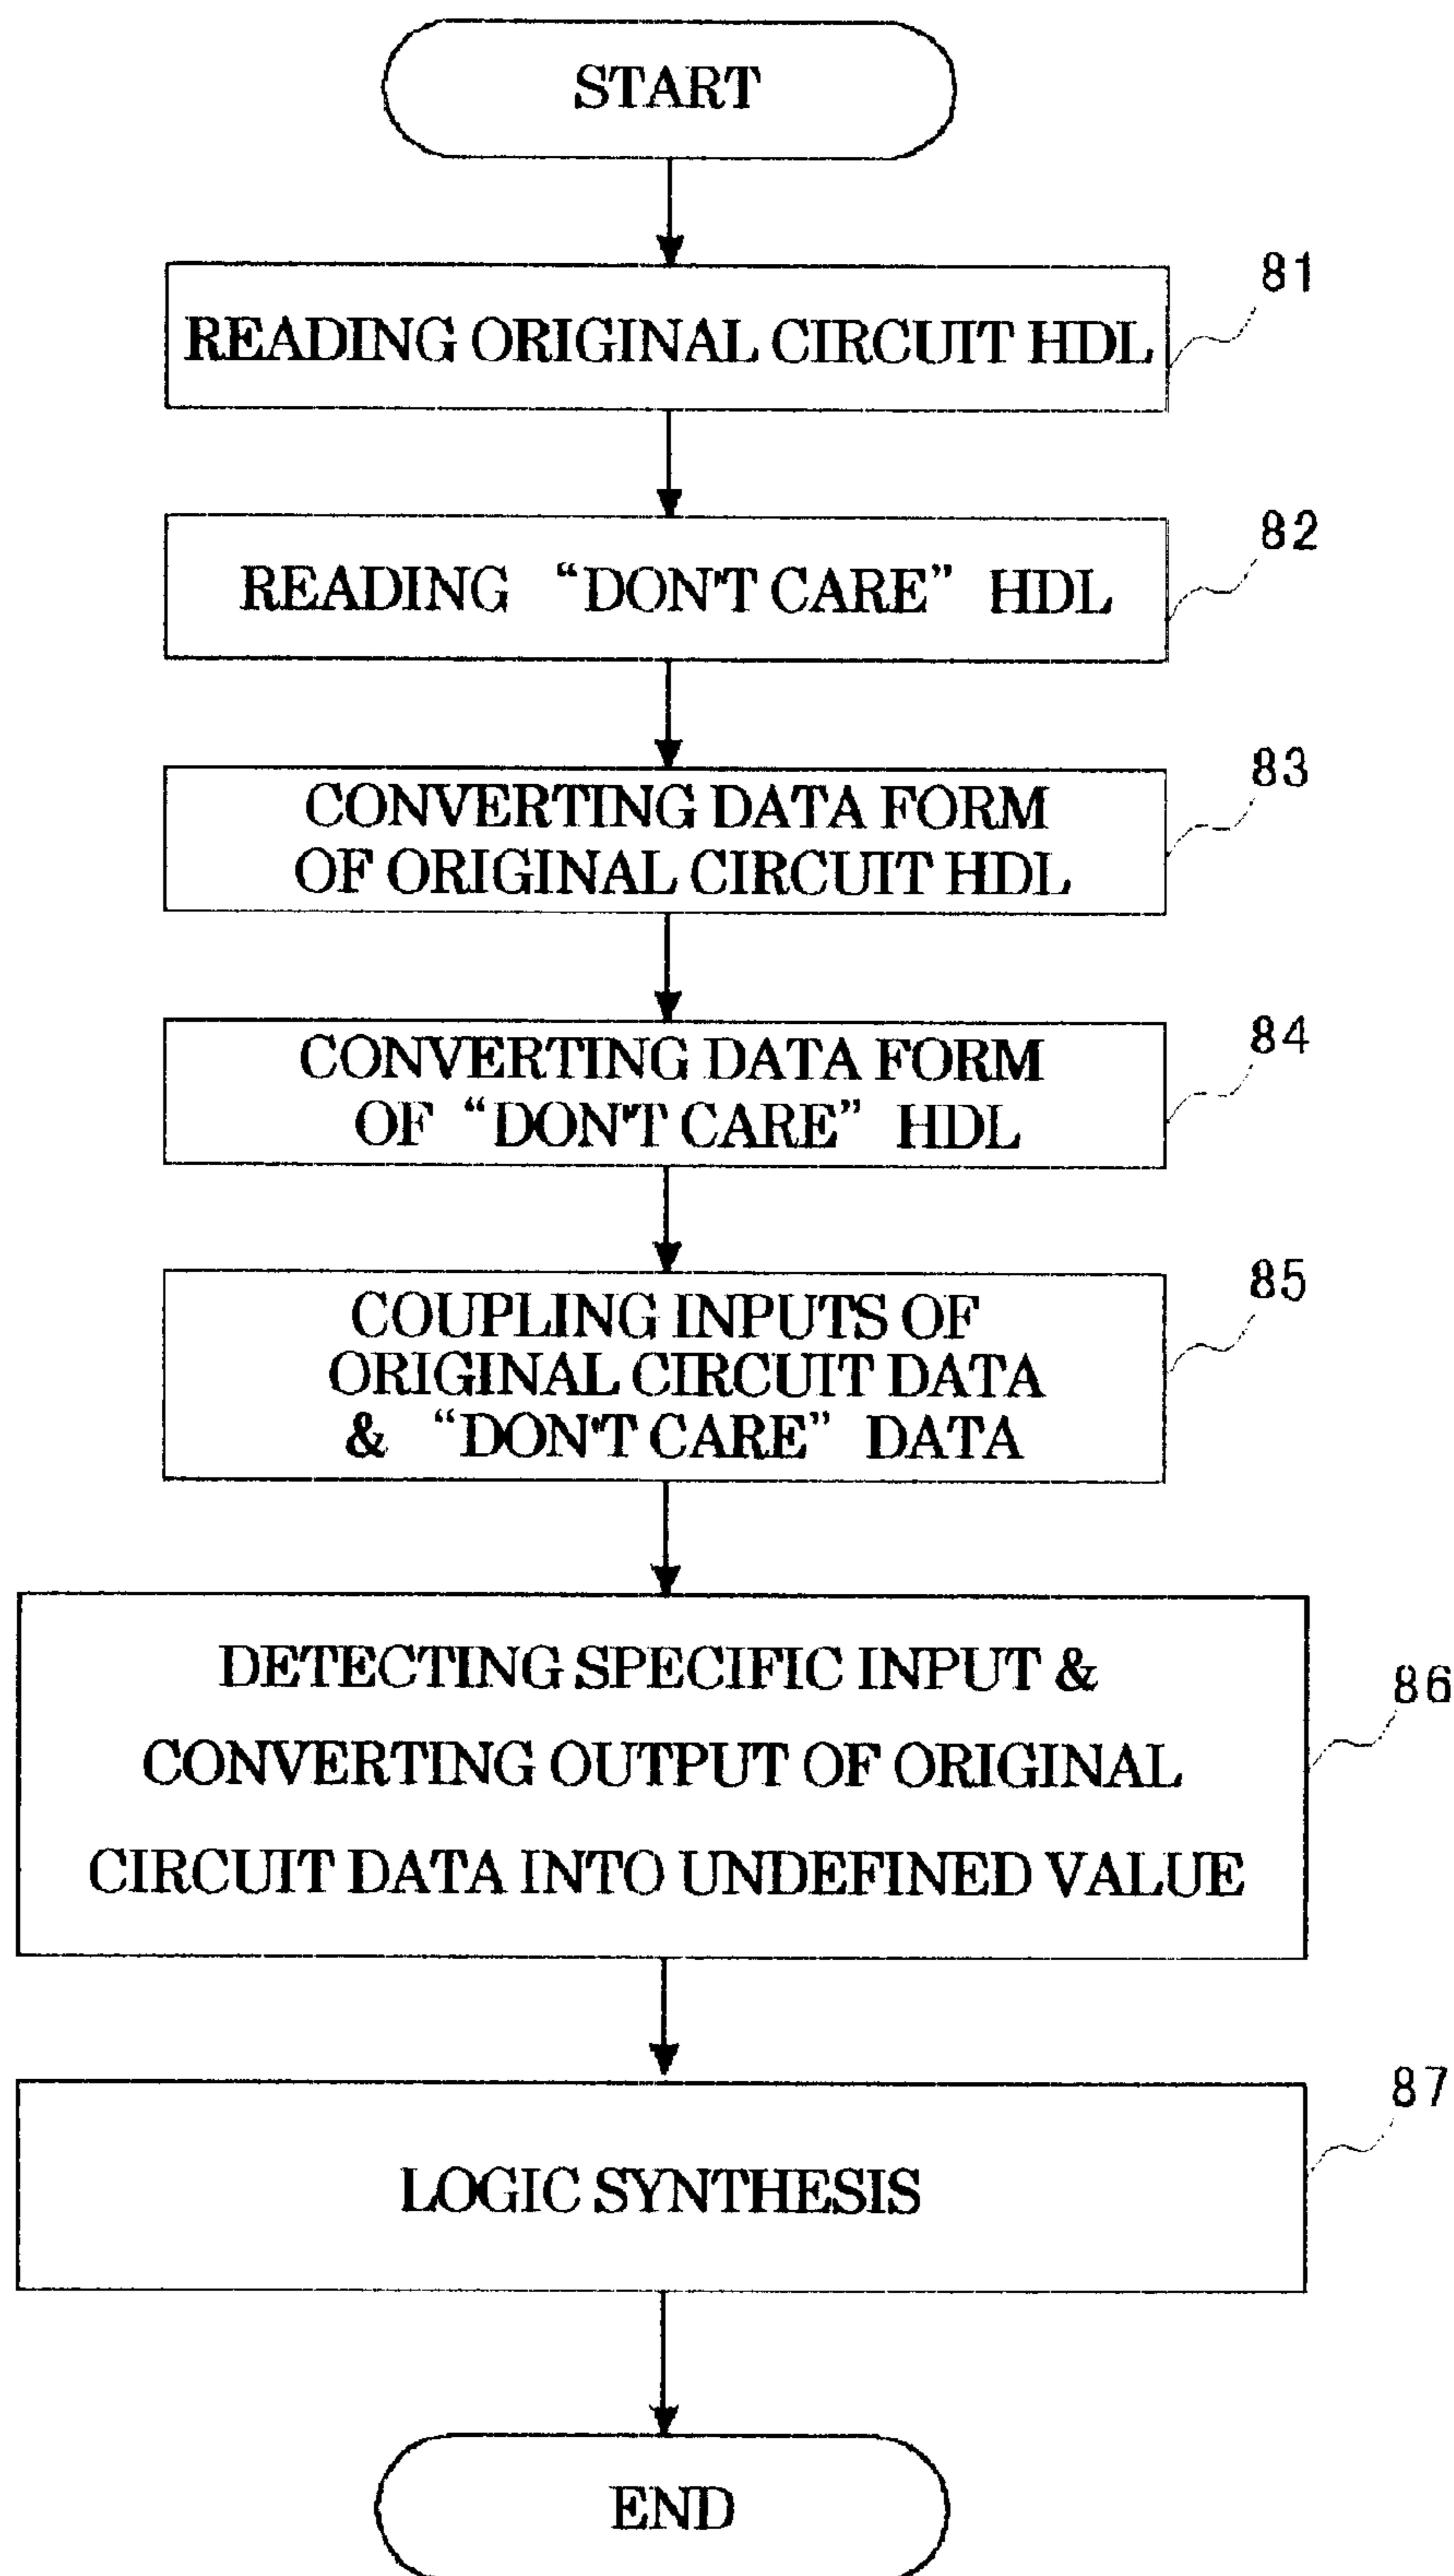 START
81
READING ORIGINAL CIRCUIT HDL
82
READING “DON'T CARE” HDL
83
CONVERTING DATA FORM
OF ORIGINAL CIRCUIT HDL
84
CONVERTING DATA FORM
OF “DON'T CARE” HDL
85
COUPLING INPUTS OF
ORIGINAL CIRCUIT DATA
& “DON'T CARE” DATA
86
DETECTING SPECIFIC INPUT &
CONVERTING OUTPUT OF ORIGINAL
CIRCUIT DATA INTO UNDEFINED VALUE
87
LOGIC SYNTHESIS
END